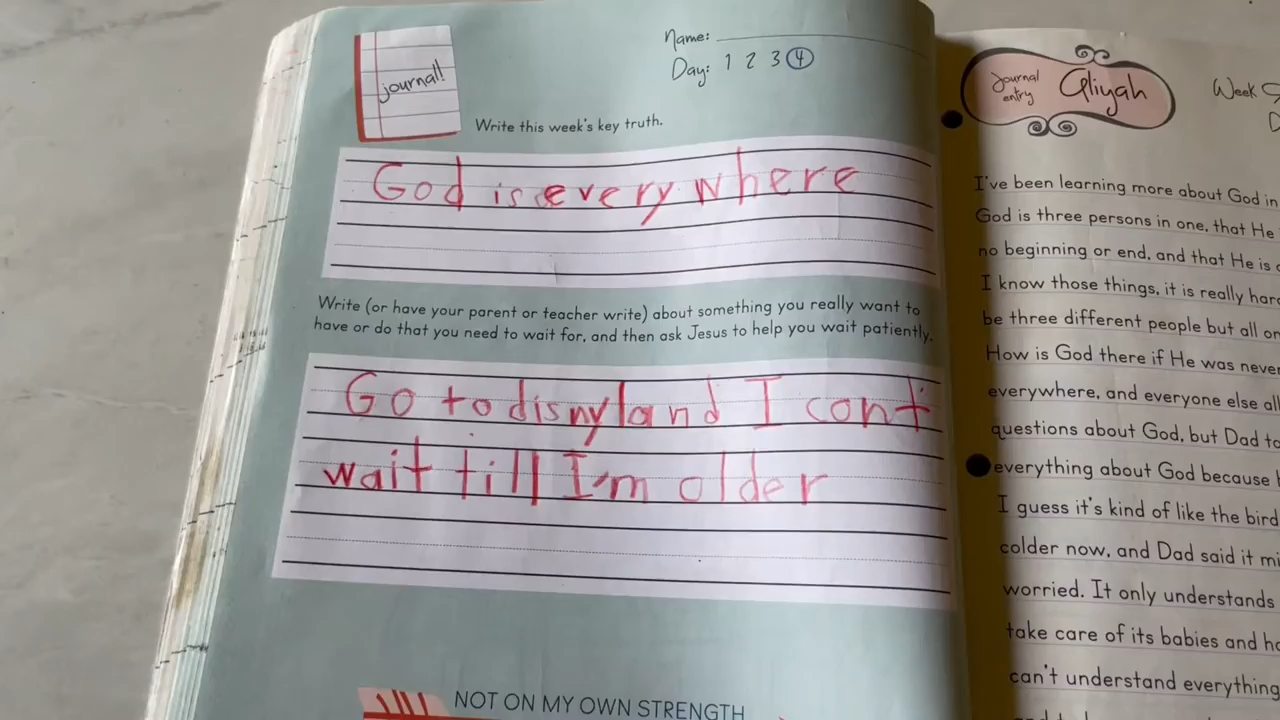 journal!
Name:
Day: 1 2 3 4
Write this week's key truth.
God is everywhere
Write (or have your parent or teacher write) about something you really want to
have or do that you need to wait for, and then ask Jesus to help you wait patiently.
Go to disnyland I cont
wait till I'm older
NOT ON MY OWN STRENGTH
Journal
entry
Aliyah
Week
I've been learning more about God in
God is three persons in one, that He
no beginning or end, and that He is
I know those things, it is really hard
be three different people but all
How is God there if He was never
everywhere, and everyone else
questions about God, but Dad
everything about God because
I guess it's kind of like the bird
colder now, and Dad said it
worried. It only understands
take care of its babies and
can't understand everything